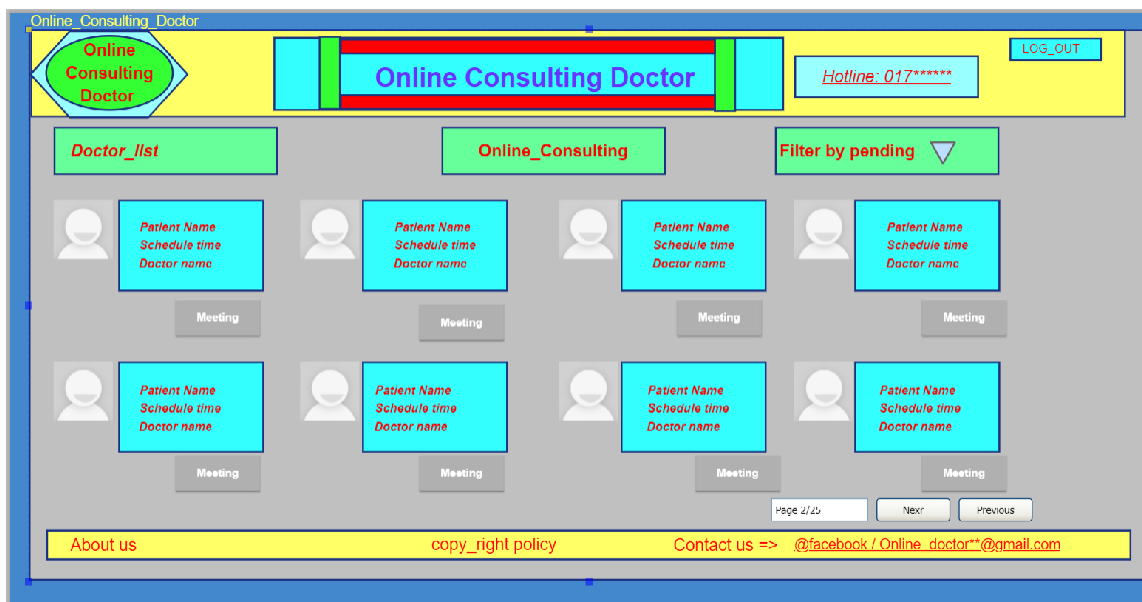 Online_Consulting_Doctor
Online
Consulting
Doctor
Online Consulting Doctor
Hotline: 017******
LOG_OUT
Doctor_list
Online_Consulting
Filter by pending
Patient Name
Schedule time
Doctor name
Patient Name
Schedule time
Doctor name
Patient Name
Schedule time
Doctor name
Patient Name
Schedule time
Doctor name
Meeting
Meeting
Meeting
Meeting
Patient Name
Schedule time
Doctor name
Patient Name
Schedule time
Doctor name
Patient Name
Schedule time
Doctor name
Patient Name
Schedule time
Doctor name
Meeting
Meeting
Meeting
Meeting
Page 2/25
Nexr
Previous
About us
copy_right policy
Contact us => @facebook / Online_doctor**@gmail.com